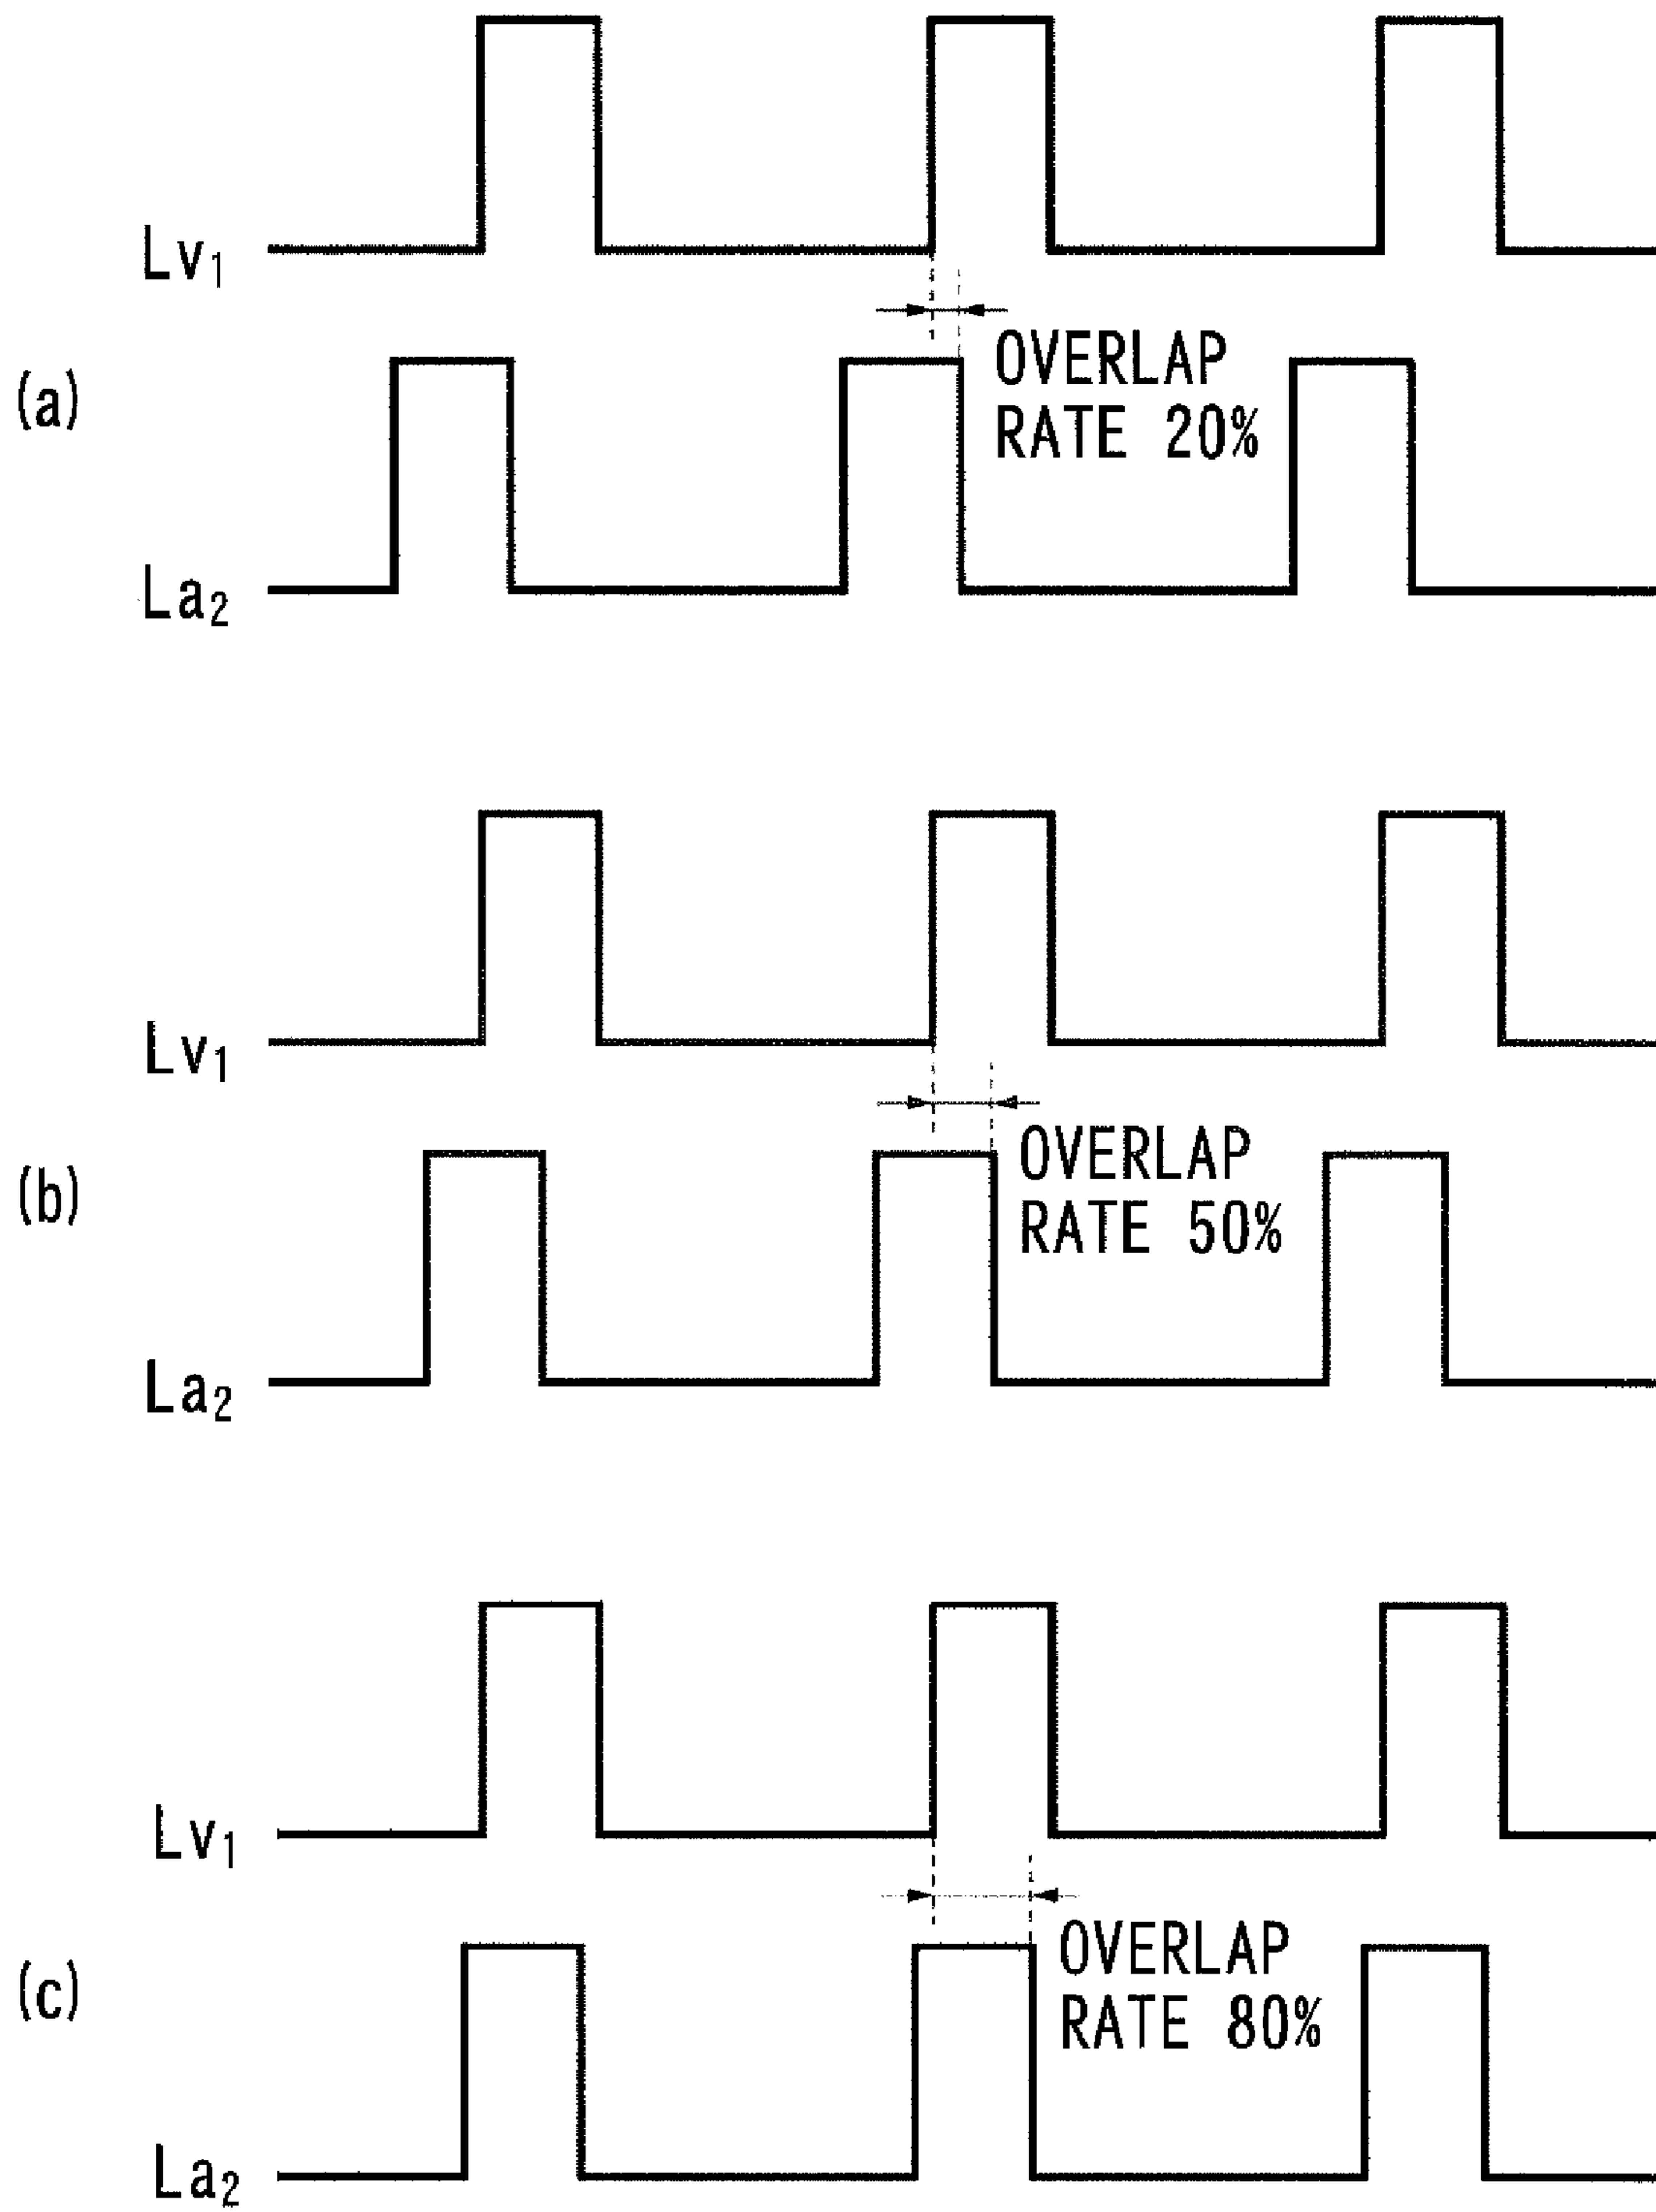 Lv₁
OVERLAP
RATE 20%
(a)
La₂
Lv₁
OVERLAP
RATE 50%
(b)
La₂
Lv₁
OVERLAP
RATE 80%
(c)
La₂